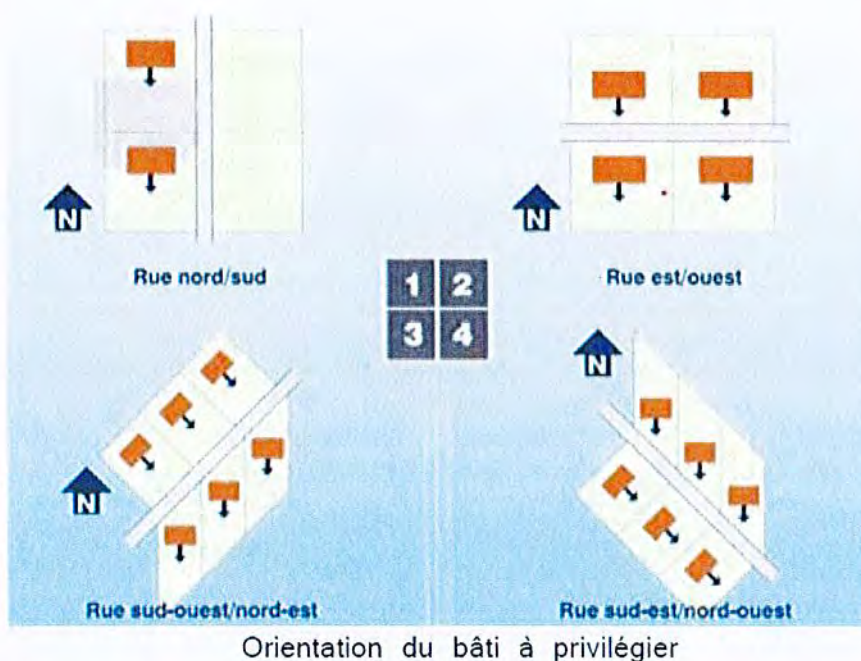 N
N
Rue nord/sud
Rue est/ouest
1 2
3 4
N
N
Rue sud-ouest/nord-est
Rue sud-est/nord-ouest
Orientation du bâti à privilégier